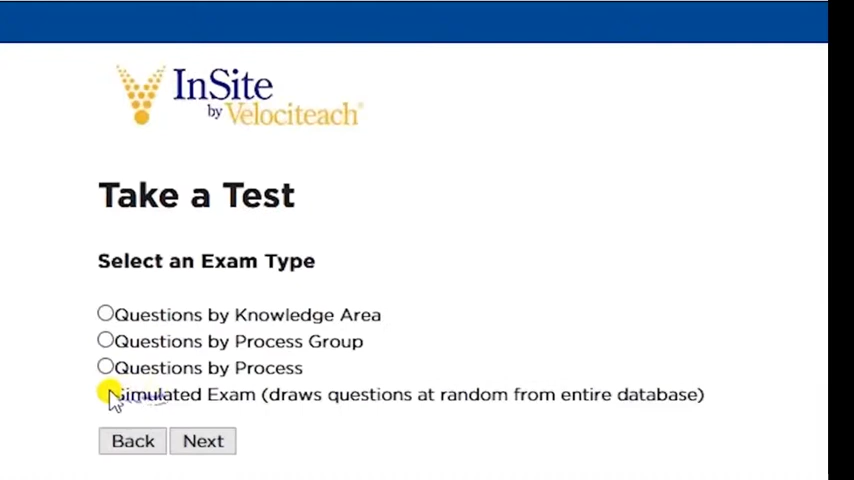 InSite
by Velociteach®
Take a Test
Select an Exam Type
Questions by Knowledge Area
Questions by Process Group
Questions by Process
Simulated Exam (draws questions at random from entire database)
Back Next